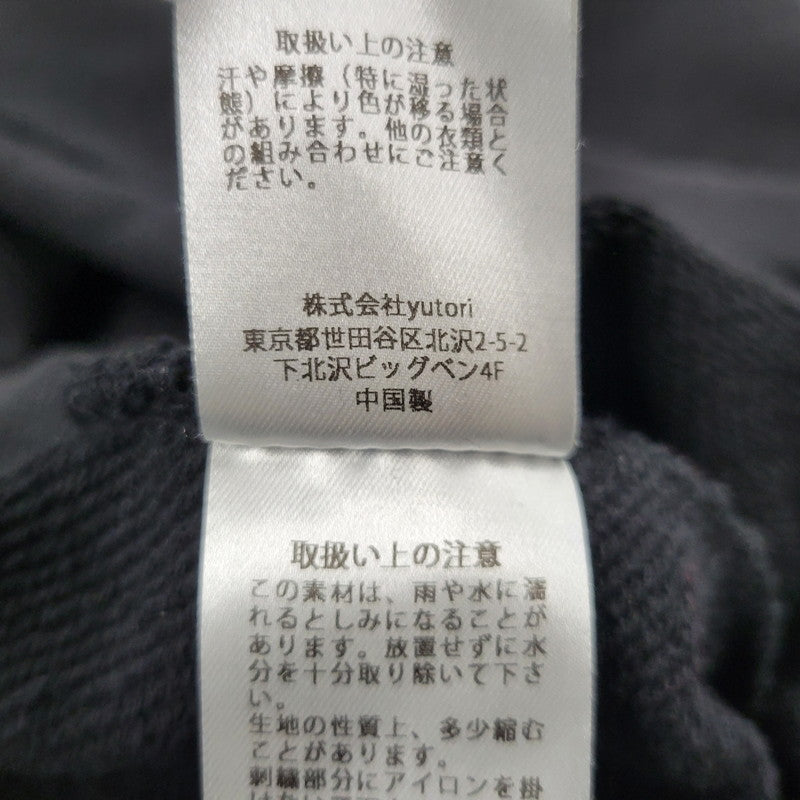 取扱い上の注意
汗や摩擦（特に湿った状
態）により色が移る場合
があります。他の衣類と
の組み合わせにご注意く
ださい。
株式会社yutori
東京都世田谷区北沢2-5-2
下北沢ビッグベン4F
中国製
取扱い上の注意
この素材は、雨や水に濡
れるとしみになることが
あります。放置せずに水
分を十分取り除いて下さ
い。
生地の性質上、多少縮む
ことがあります。
刺繍部分にアイロンを掛